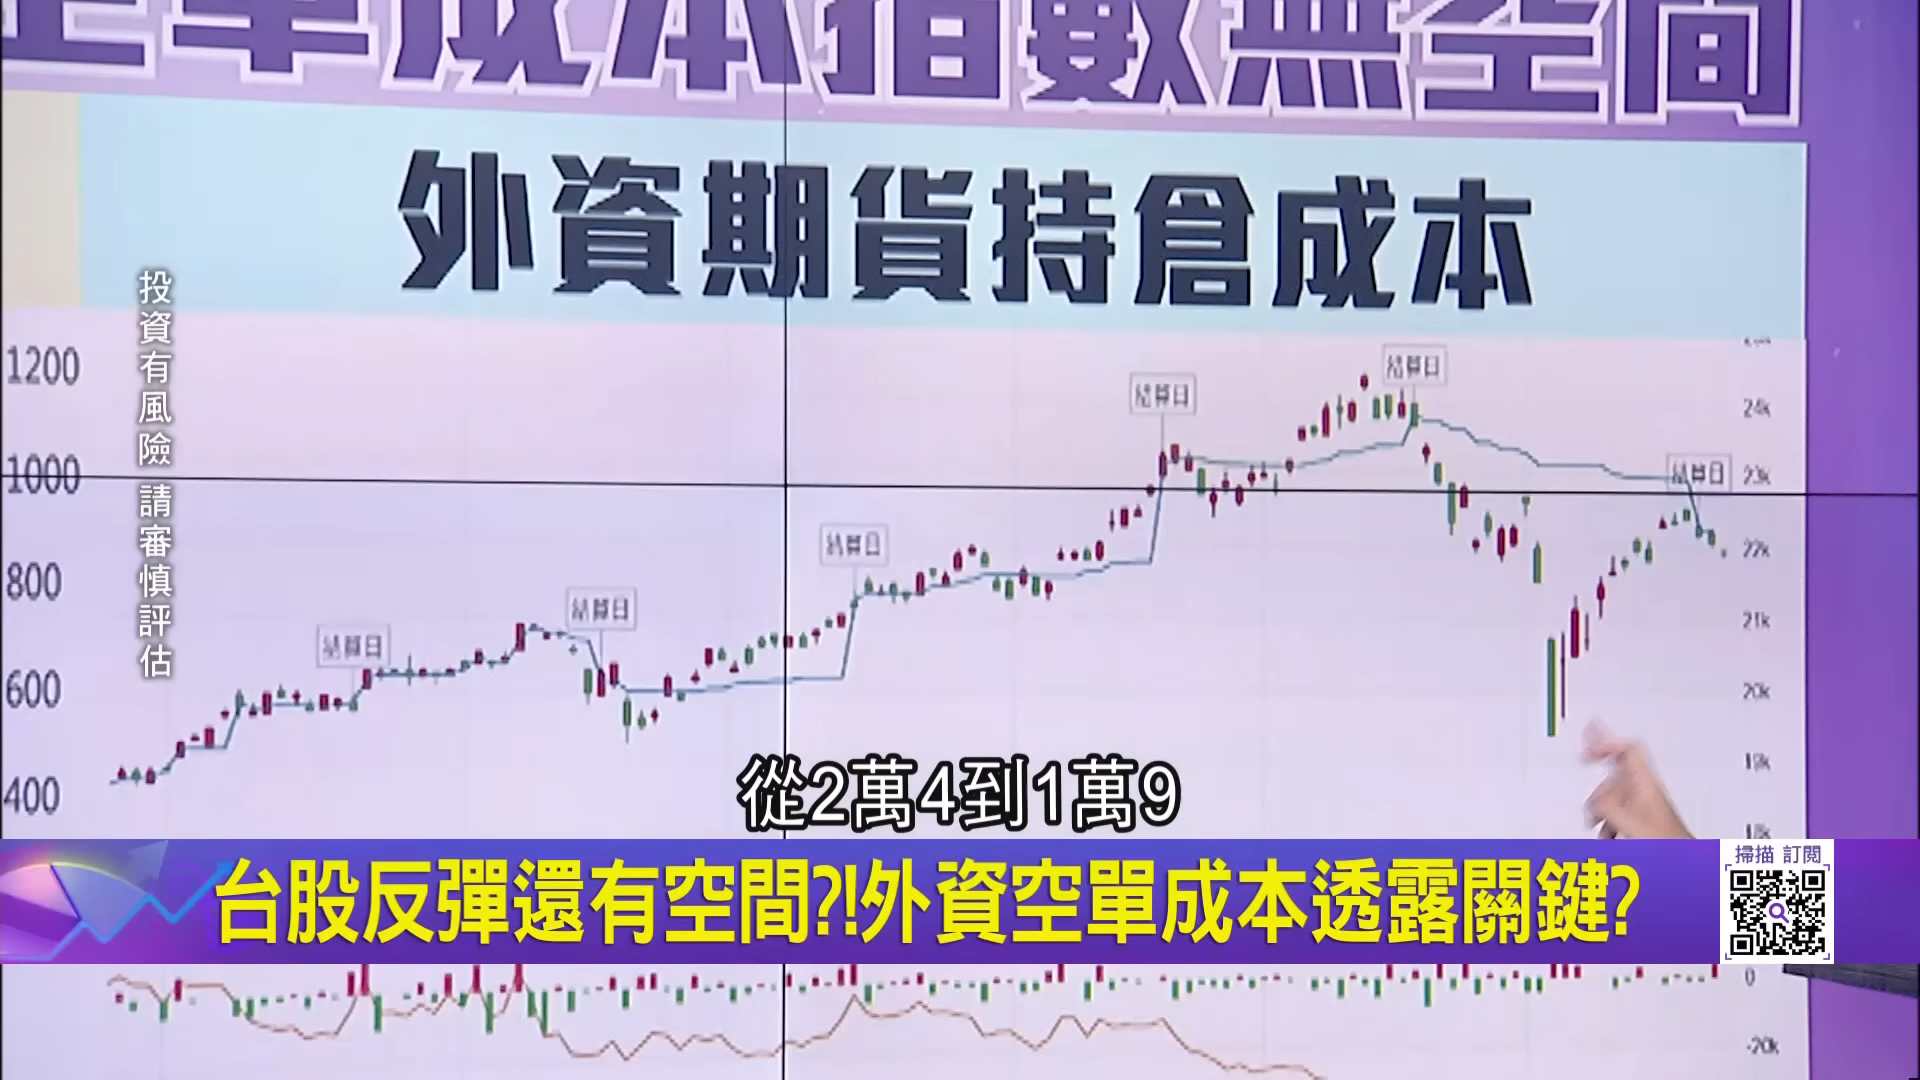 空單成本指數無空間
外資期貨持倉成本
投資有風險 請審慎評估
1200
1000
800
600
400
結算日
結算日
結算日
結算日
結算日
結算日
24k
23k
22k
21k
20k
19k
18k
從2萬4到1萬9
台股反彈還有空間?!外資空單成本透露關鍵?
掃描 訂閱
0
-20k